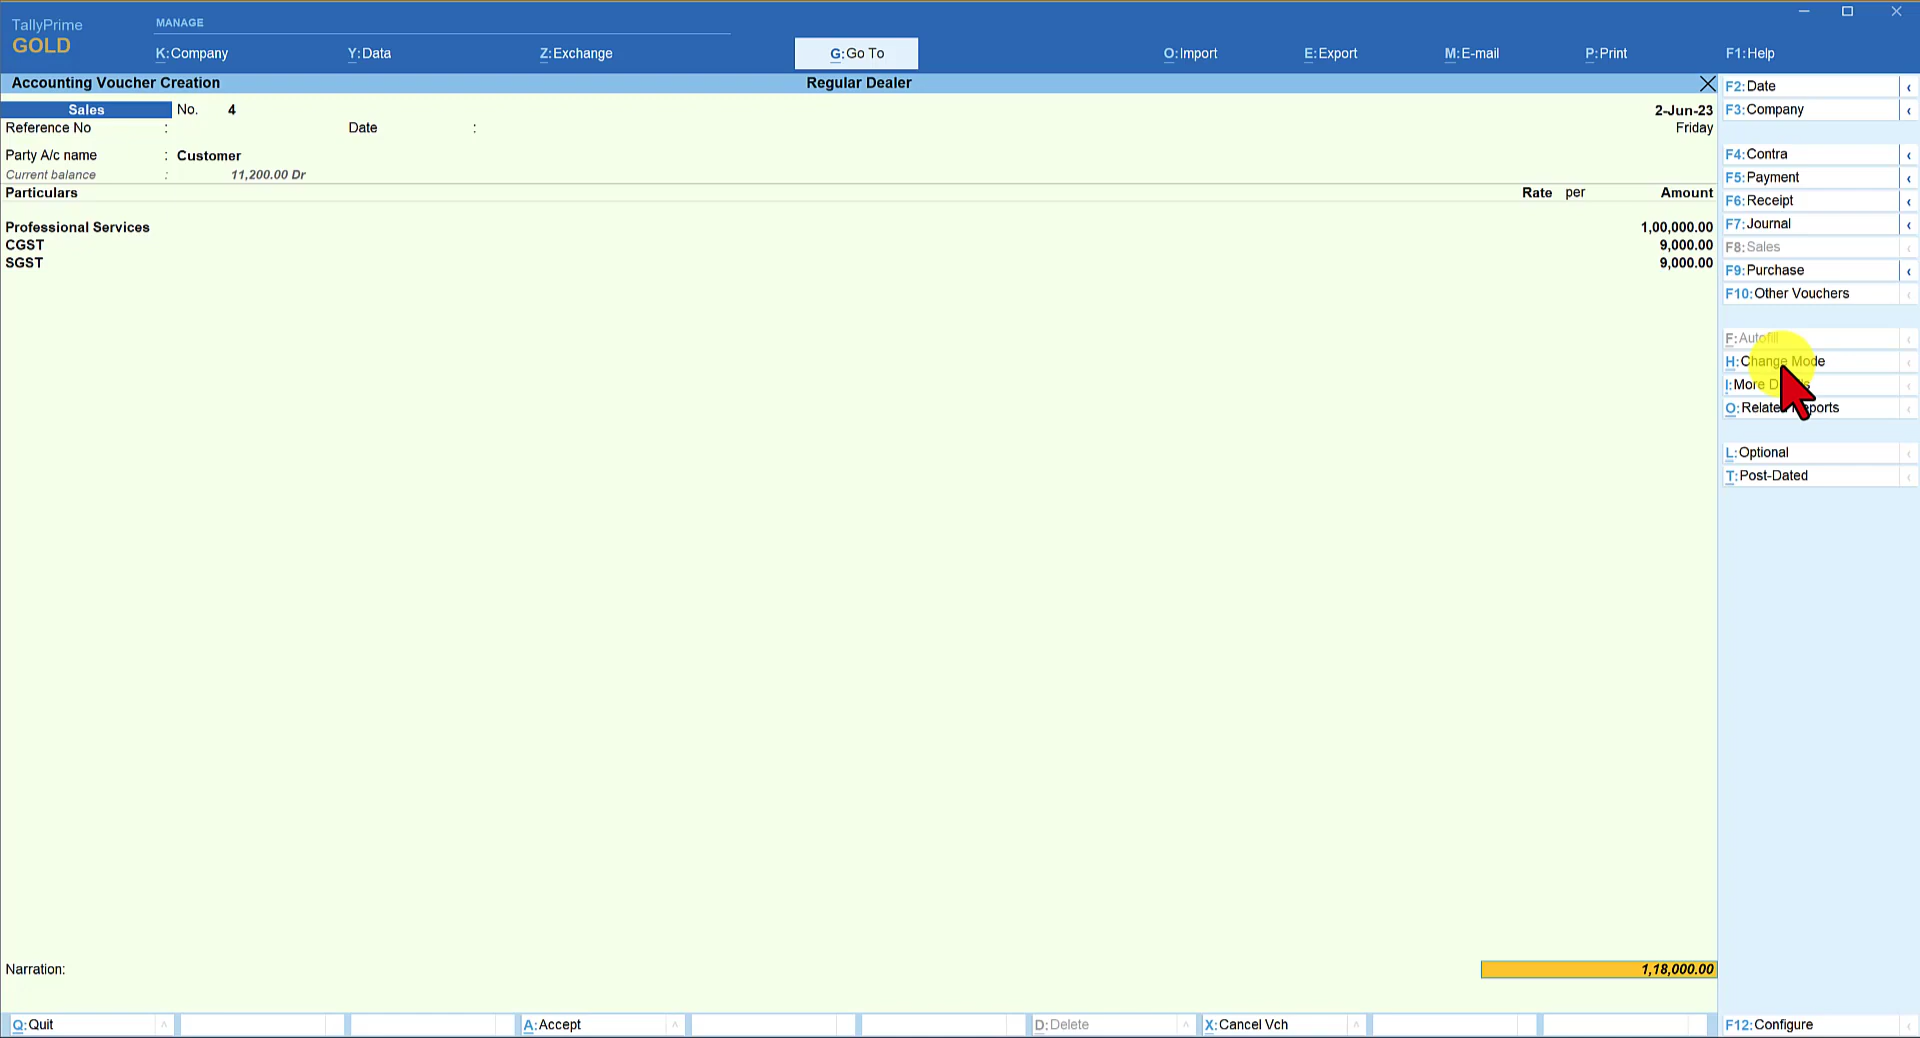 TallyPrime
GOLD
MANAGE
K:Company
Y:Data
Z:Exchange
G:Go To
O:Import
E:Export
M:E-mail
P:Print
F1:Help
Accounting Voucher Creation
Regular Dealer
Sales No. 4
2-Jun-23
Reference No : Date :
Friday
Party A/c name : Customer
Current balance : 11,200.00 Dr
Particulars Rate per Amount
Professional Services 1,00,000.00
CGST 9,000.00
SGST 9,000.00
Narration: 1,18,000.00
F2:Date
F3:Company
F4:Contra
F5:Payment
F6:Receipt
F7:Journal
F8:Sales
F9:Purchase
F10:Other Vouchers
F:Autofill
H:Change Mode
I:More
O:Related
L:Optional
T:Post-Dated
Q:Quit
A:Accept
D:Delete
X:Cancel Vch
F12:Configure